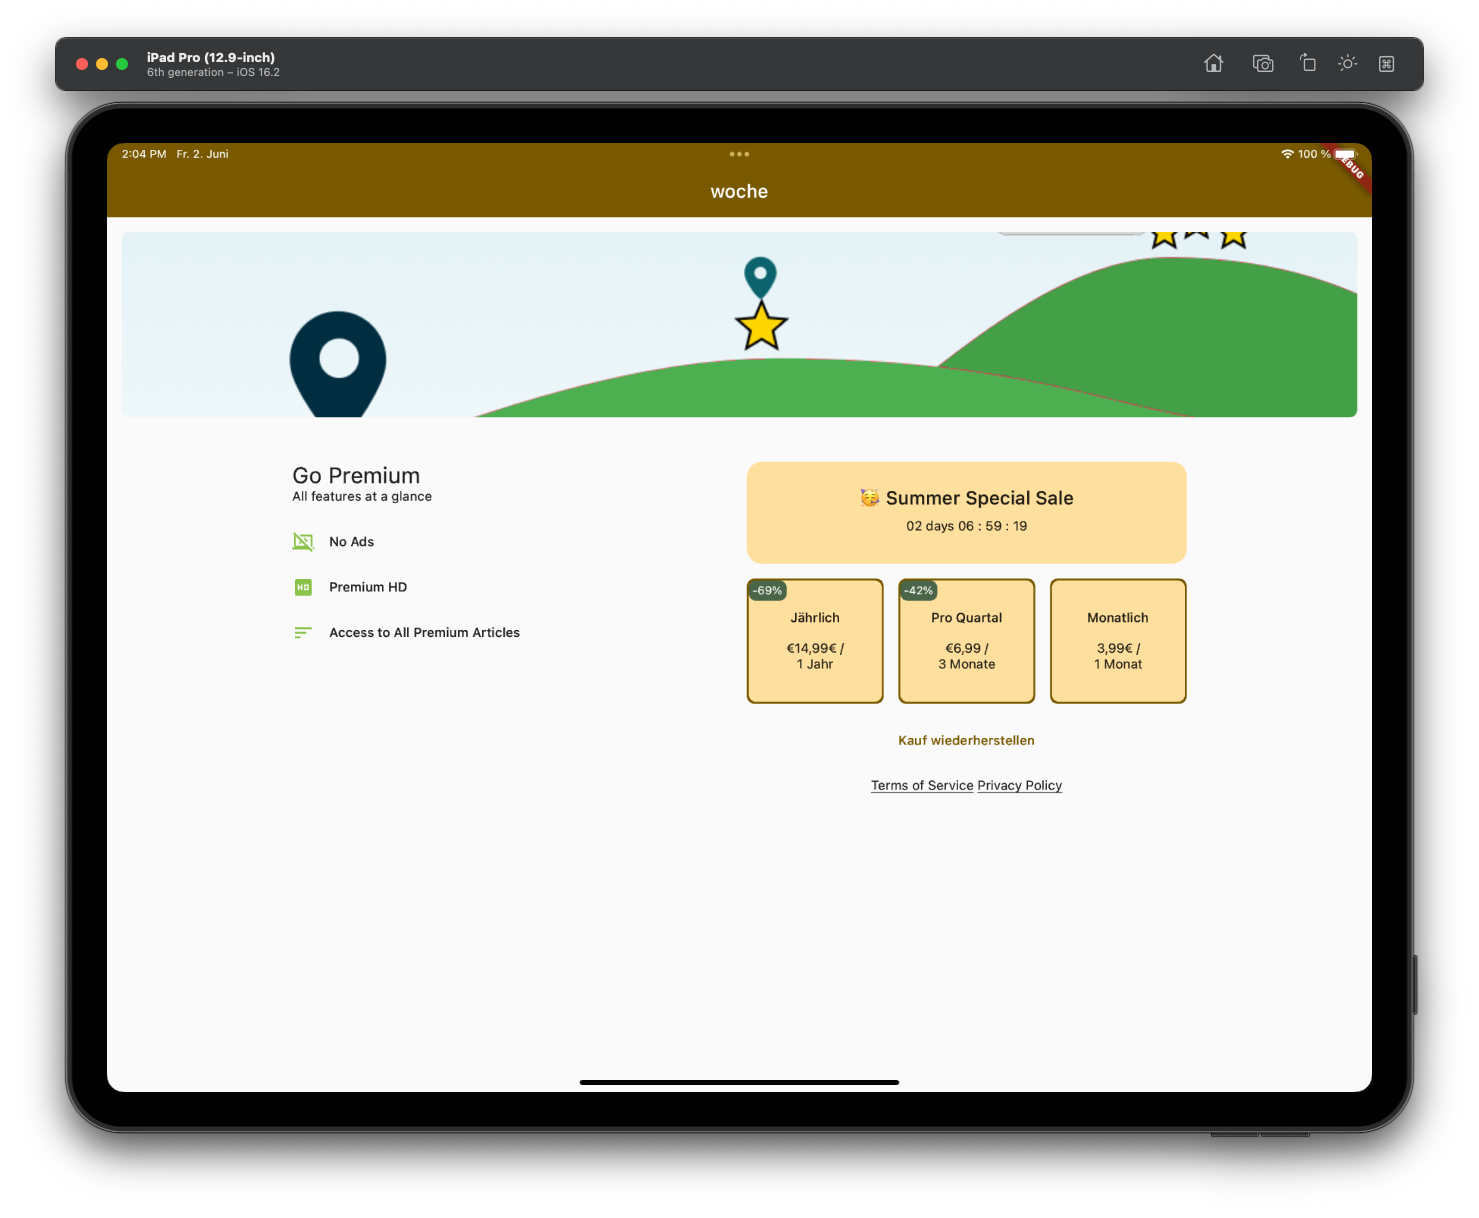 iPad Pro (12.9-inch)
6th generation – iOS 16.2
2:04 PM Fr. 2. Juni
100 %
woche
Go Premium
All features at a glance
No Ads
HD
Premium HD
Access to All Premium Articles
🥳 Summer Special Sale
02 days 06 : 59 : 19
-69%
Jährlich
€14,99€ /
1 Jahr
-42%
Pro Quartal
€6,99 /
3 Monate
Monatlich
3,99€ /
1 Monat
Kauf wiederherstellen
Terms of Service Privacy Policy